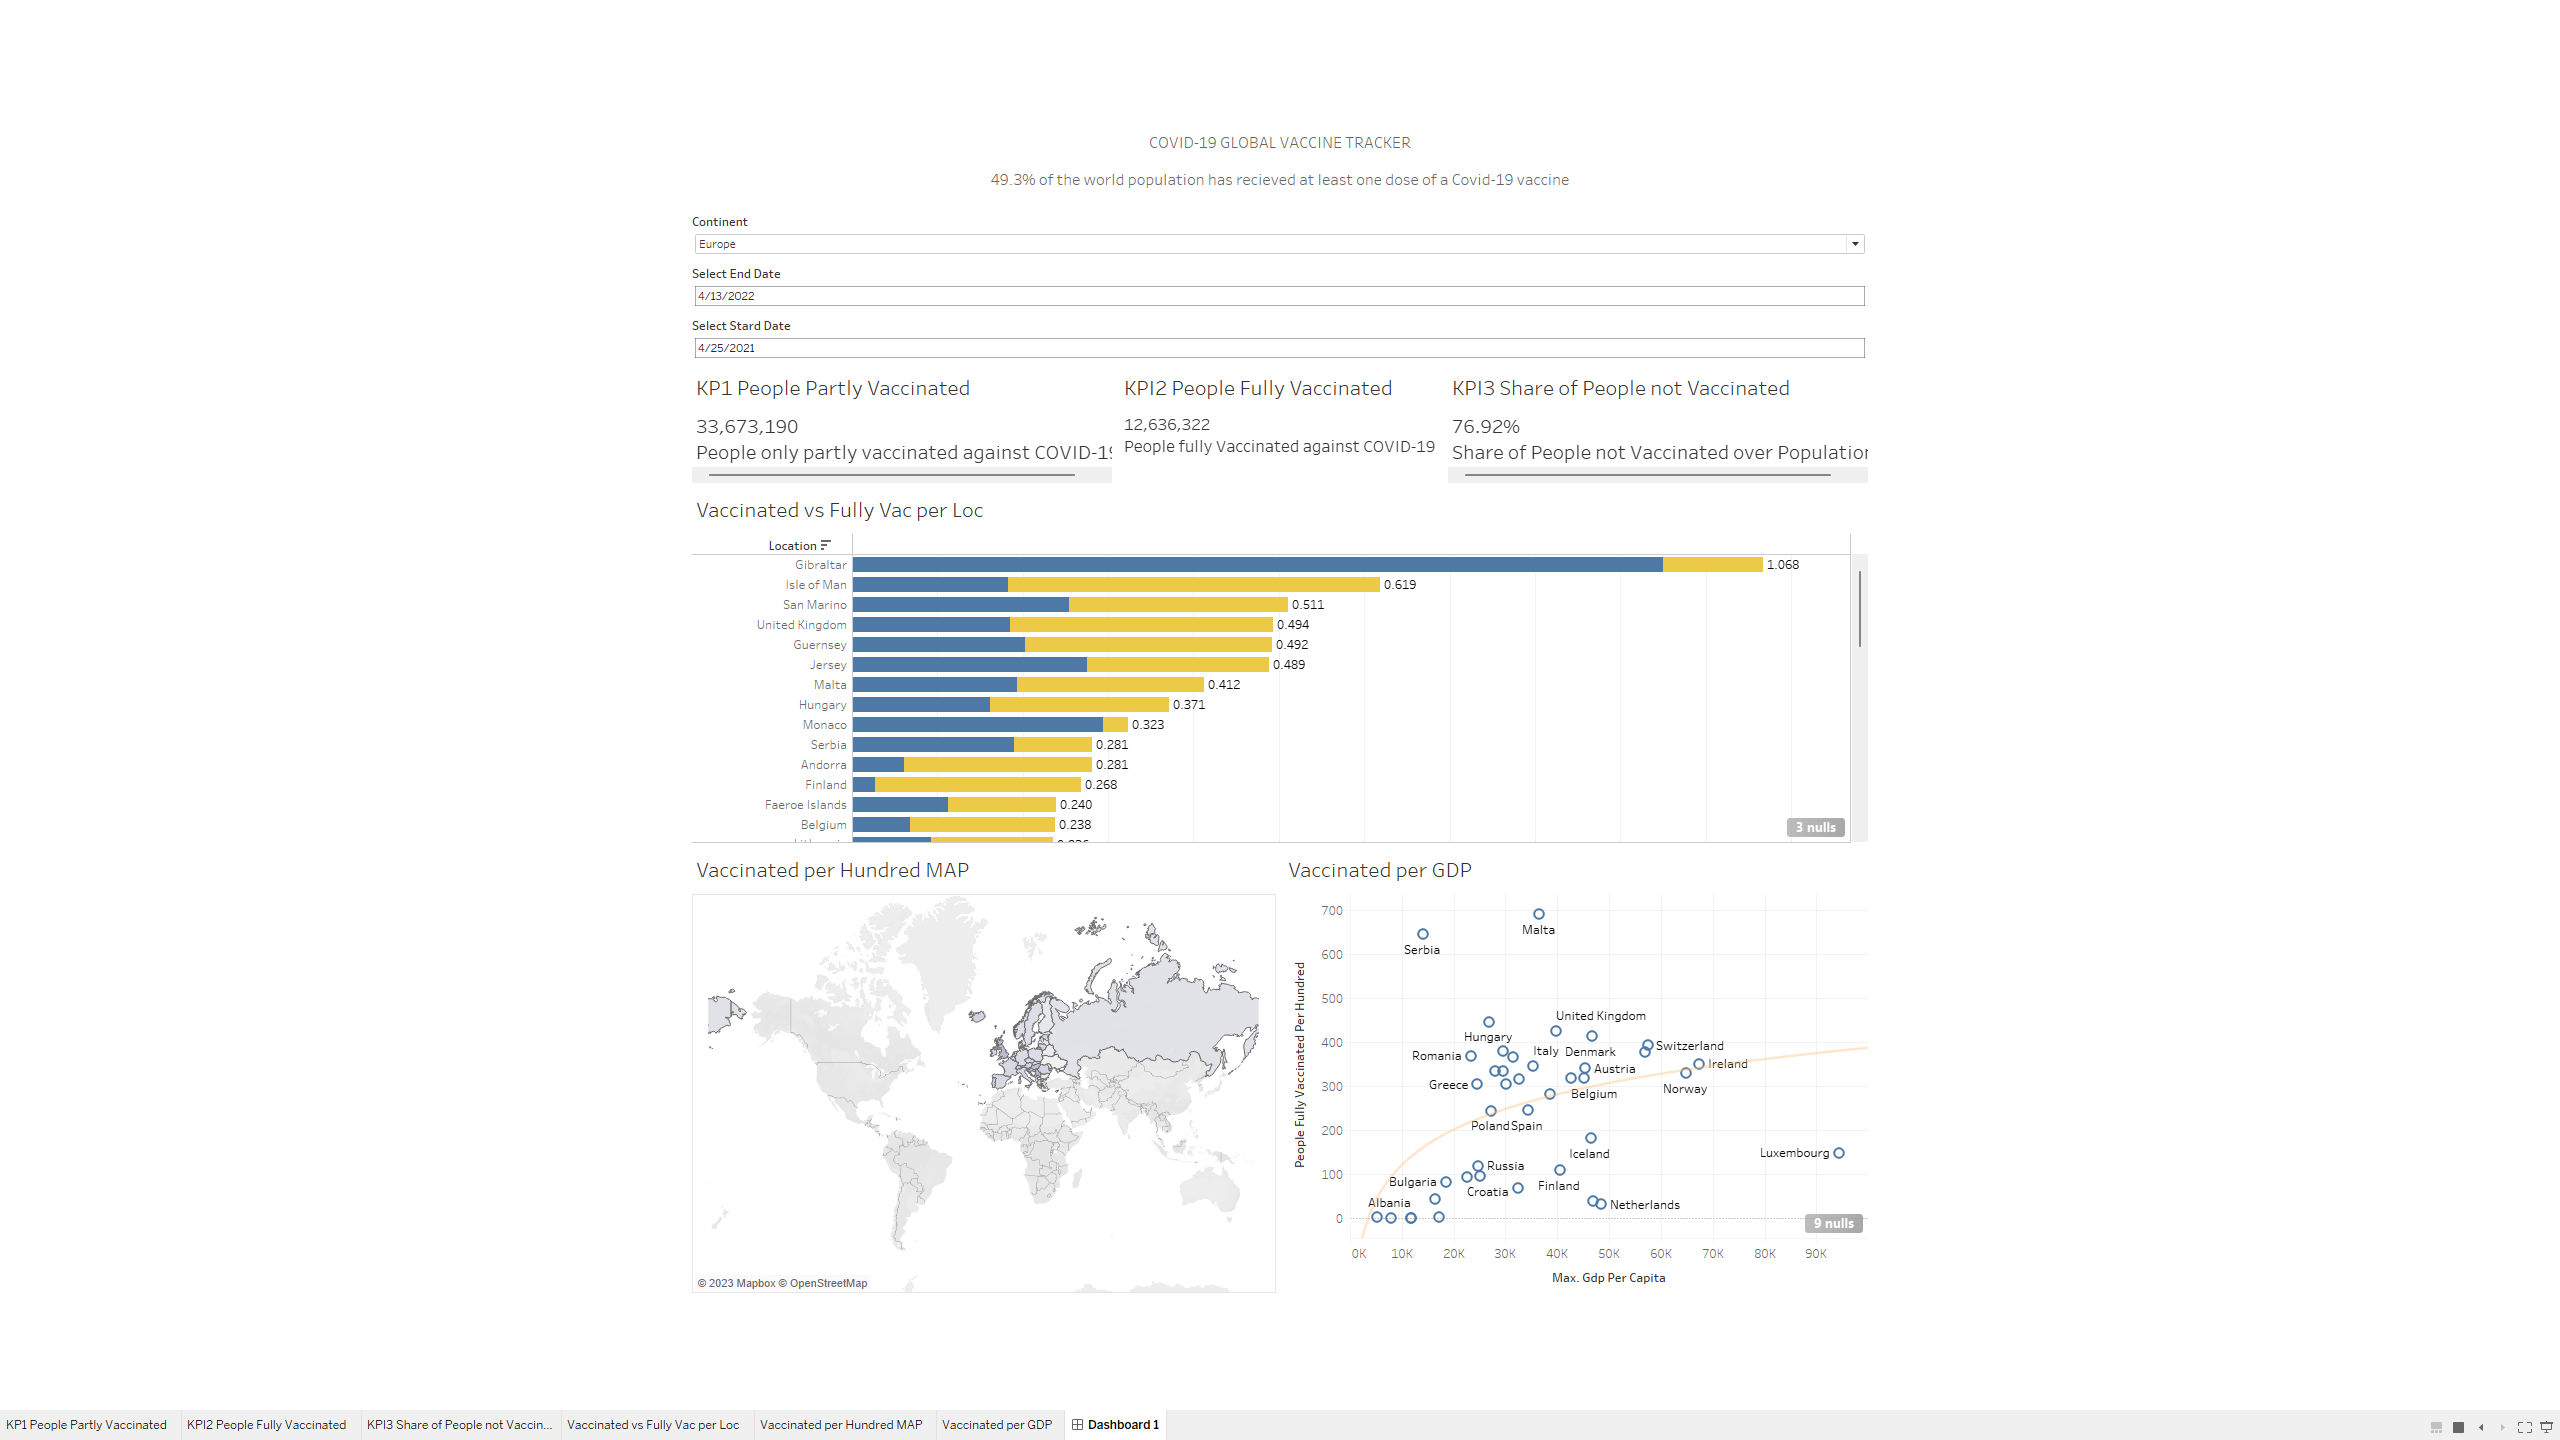 COVID-19 GLOBAL VACCINE TRACKER
49.3% of the world population has recieved at least one dose of a Covid-19 vaccine
Continent
Europe
Select End Date
4/13/2022
Select Stard Date
4/25/2021
KP1 People Partly Vaccinated
33,673,190
People only partly vaccinated against COVID-19
KPI2 People Fully Vaccinated
12,636,322
People fully Vaccinated against COVID-19
KPI3 Share of People not Vaccinated
76.92%
Share of People not Vaccinated over Population
Vaccinated vs Fully Vac per Loc
Location
Gibraltar 1.068
Isle of Man 0.619
San Marino 0.511
United Kingdom 0.494
Guernsey 0.492
Jersey 0.489
Malta 0.412
Hungary 0.371
Monaco 0.323
Serbia 0.281
Andorra 0.281
Finland 0.268
Faeroe Islands 0.240
Belgium 0.238
3 nulls
Vaccinated per Hundred MAP
© 2023 Mapbox © OpenStreetMap
Vaccinated per GDP
People Fully Vaccinated Per Hundred
700
600
500
400
300
200
100
0
Malta
Serbia
United Kingdom
Hungary
Switzerland
Romania
Italy
Denmark
Ireland
Austria
Greece
Norway
Belgium
Poland
Spain
Iceland
Luxembourg
Russia
Bulgaria
Finland
Croatia
Albania
Netherlands
9 nulls
0K 10K 20K 30K 40K 50K 60K 70K 80K 90K
Max. Gdp Per Capita
KP1 People Partly Vaccinated
KPI2 People Fully Vaccinated
KPI3 Share of People not Vaccin...
Vaccinated vs Fully Vac per Loc
Vaccinated per Hundred MAP
Vaccinated per GDP
Dashboard 1